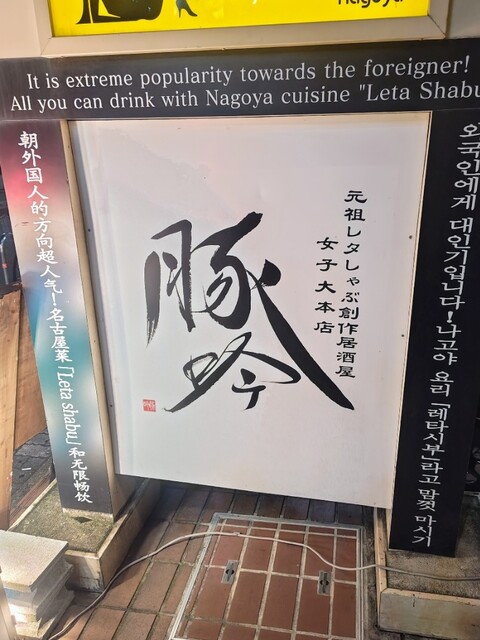 Nagoya
It is extreme popularity towards the foreigner!
All you can drink with Nagoya cuisine "Leta Shabu
朝外国人的方向超人气!名古屋菜「Leta shabu」和无限畅饮
元祖レタしゃぶ創作居酒屋
女子大本店
豚吟
외국인에게 대인기입니다!나고야 요리 「레타시부」라고 맘껏 마시기